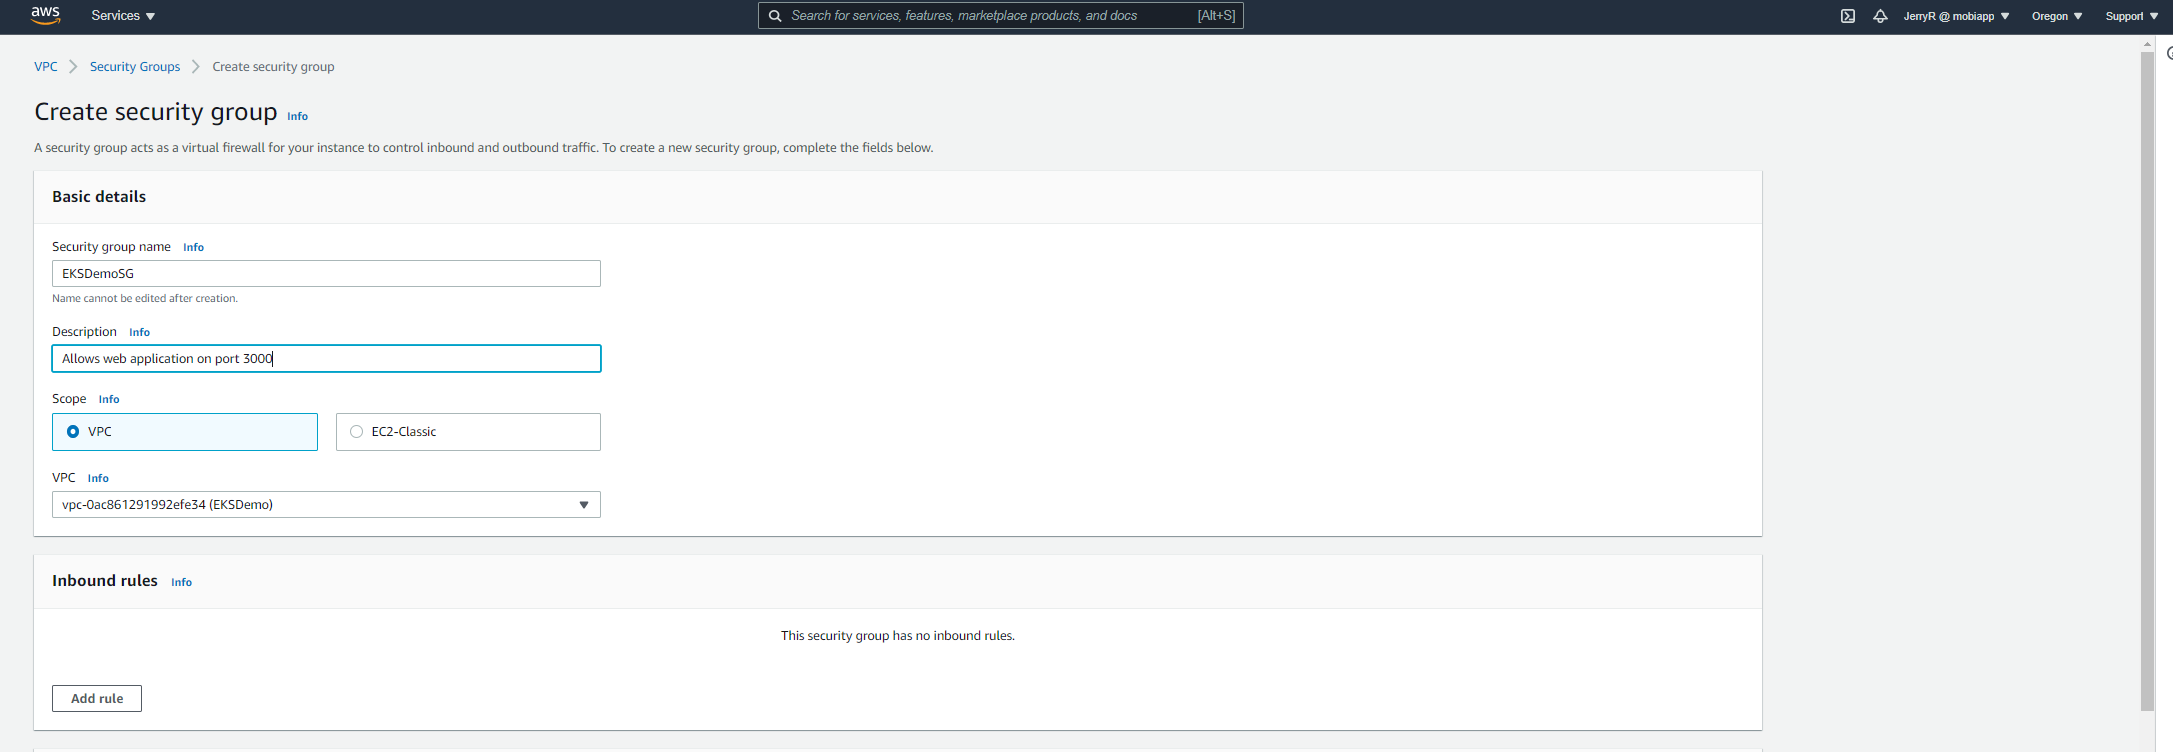 aws Services Search for services, features, marketplace products, and docs [Alt+S] JerryR @ mobiapp Oregon Support
VPC Security Groups Create security group
Create security group Info
A security group acts as a virtual firewall for your instance to control inbound and outbound traffic. To create a new security group, complete the fields below.
Basic details
Security group name Info
EKSDemoSG
Name cannot be edited after creation.
Description Info
Allows web application on port 3000
Scope Info
VPC EC2-Classic
VPC Info
vpc-0ac861291992efe34 (EKSDemo)
Inbound rules Info
This security group has no inbound rules.
Add rule